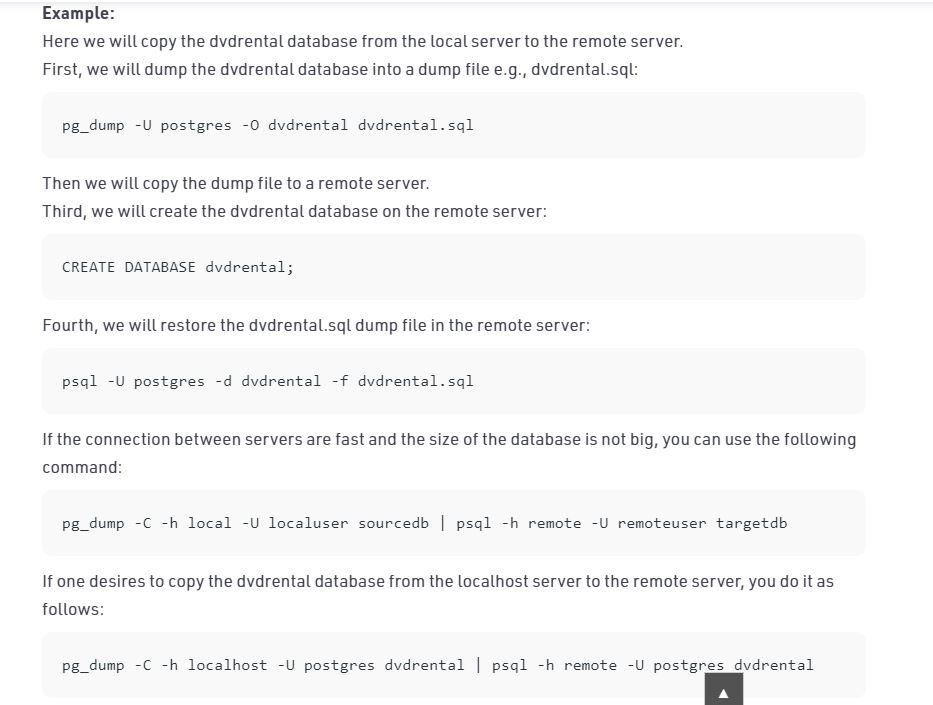 Example:
Here we will copy the dvdrental database from the local server to the remote server.
First, we will dump the dvdrental database into a dump file e.g., dvdrental.sql:
pg_dump -U postgres -O dvdrental dvdrental.sql
Then we will copy the dump file to a remote server.
Third, we will create the dvdrental database on the remote server:
CREATE DATABASE dvdrental;
Fourth, we will restore the dvdrental.sql dump file in the remote server:
psql -U postgres -d dvdrental -f dvdrental.sql
If the connection between servers are fast and the size of the database is not big, you can use the following
command:
pg_dump -C -h local -U localuser sourcedb | psql -h remote -U remoteuser targetdb
If one desires to copy the dvdrental database from the localhost server to the remote server, you do it as
follows:
pg_dump -C -h localhost -U postgres dvdrental | psql -h remote -U postgres dvdrental